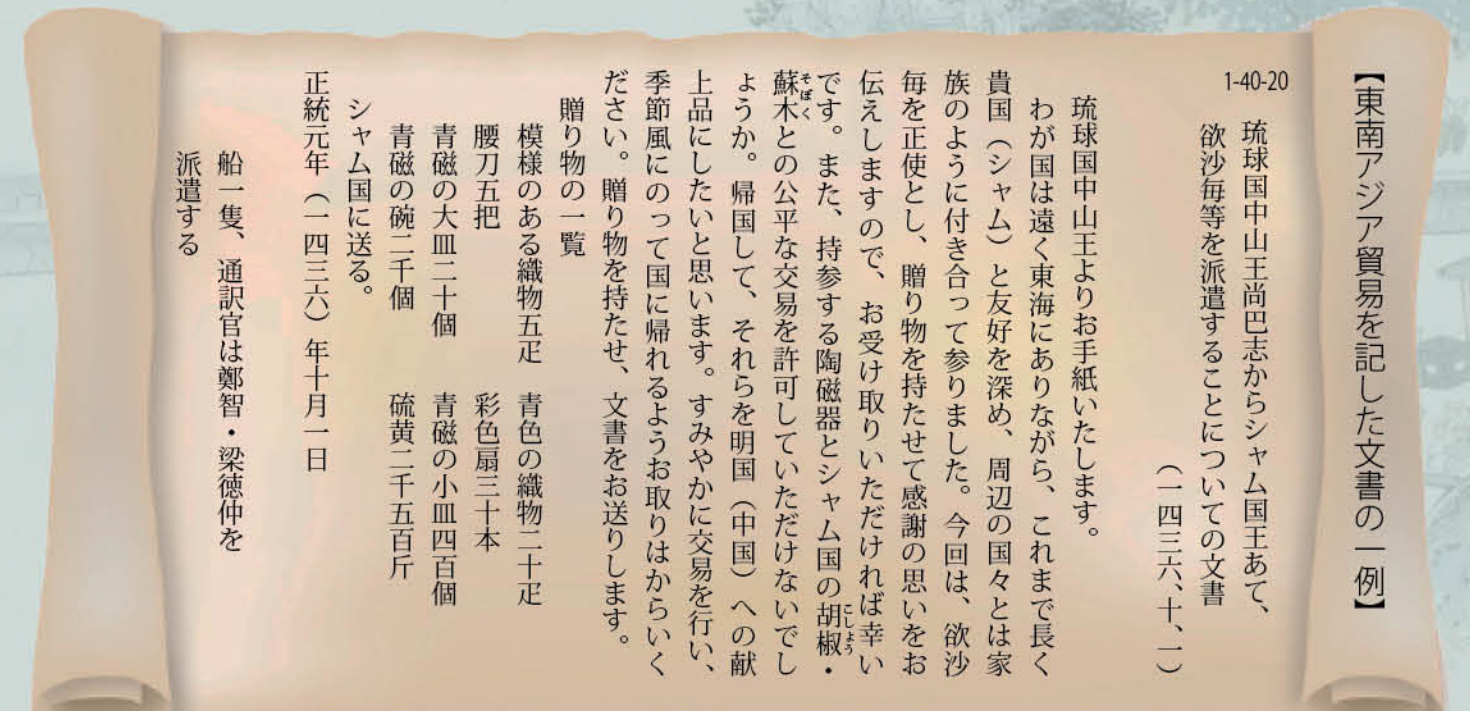 【東南アジア貿易を記した文書の一例】
1-40-20
琉球国中山王尚巴志からシャム国王あて、
欲沙毎等を派遣することについての文書
（一四三六、十、一）
琉球国中山王よりお手紙いたします。
わが国は遠く東海にありながら、これまで長く
貴国（シャム）と友好を深め、周辺の国々とは家
族のように付き合って参りました。今回は、欲沙
毎を正使とし、贈り物を持たせて感謝の思いをお
伝えしますので、お受け取りいただければ幸い
です。また、持参する陶磁器とシャム国の胡椒・
蘇木との公平な交易を許可していただけないでし
ょうか。帰国して、それらを明国（中国）への献
上品にしたいと思います。すみやかに交易を行い、
季節風にのって国に帰れるようお取りはからいく
ださい。贈り物を持たせ、文書をお送りします。
贈り物の一覧
模様のある織物五疋　青色の織物二十疋
腰刀五把　彩色扇三十本
青磁の大皿二十個　青磁の小皿四百個
青磁の碗二千個　硫黄二千五百斤
シャム国に送る。
正統元年（一四三六）年十月一日
船一隻、通訳官は鄭智・梁徳仲を
派遣する